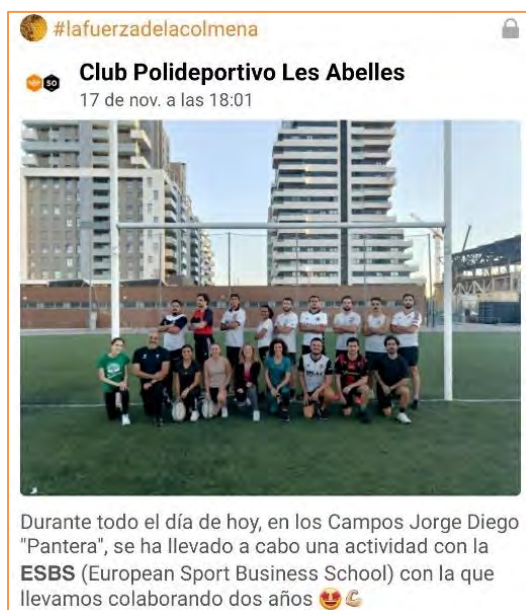 #lafuerzadelacolmena
Club Polideportivo Les Abelles
17 de nov. a las 18:01
Durante todo el día de hoy, en los Campos Jorge Diego
"Pantera", se ha llevado a cabo una actividad con la
ESBS (European Sport Business School) con la que
llevamos colaborando dos años 🤩💪